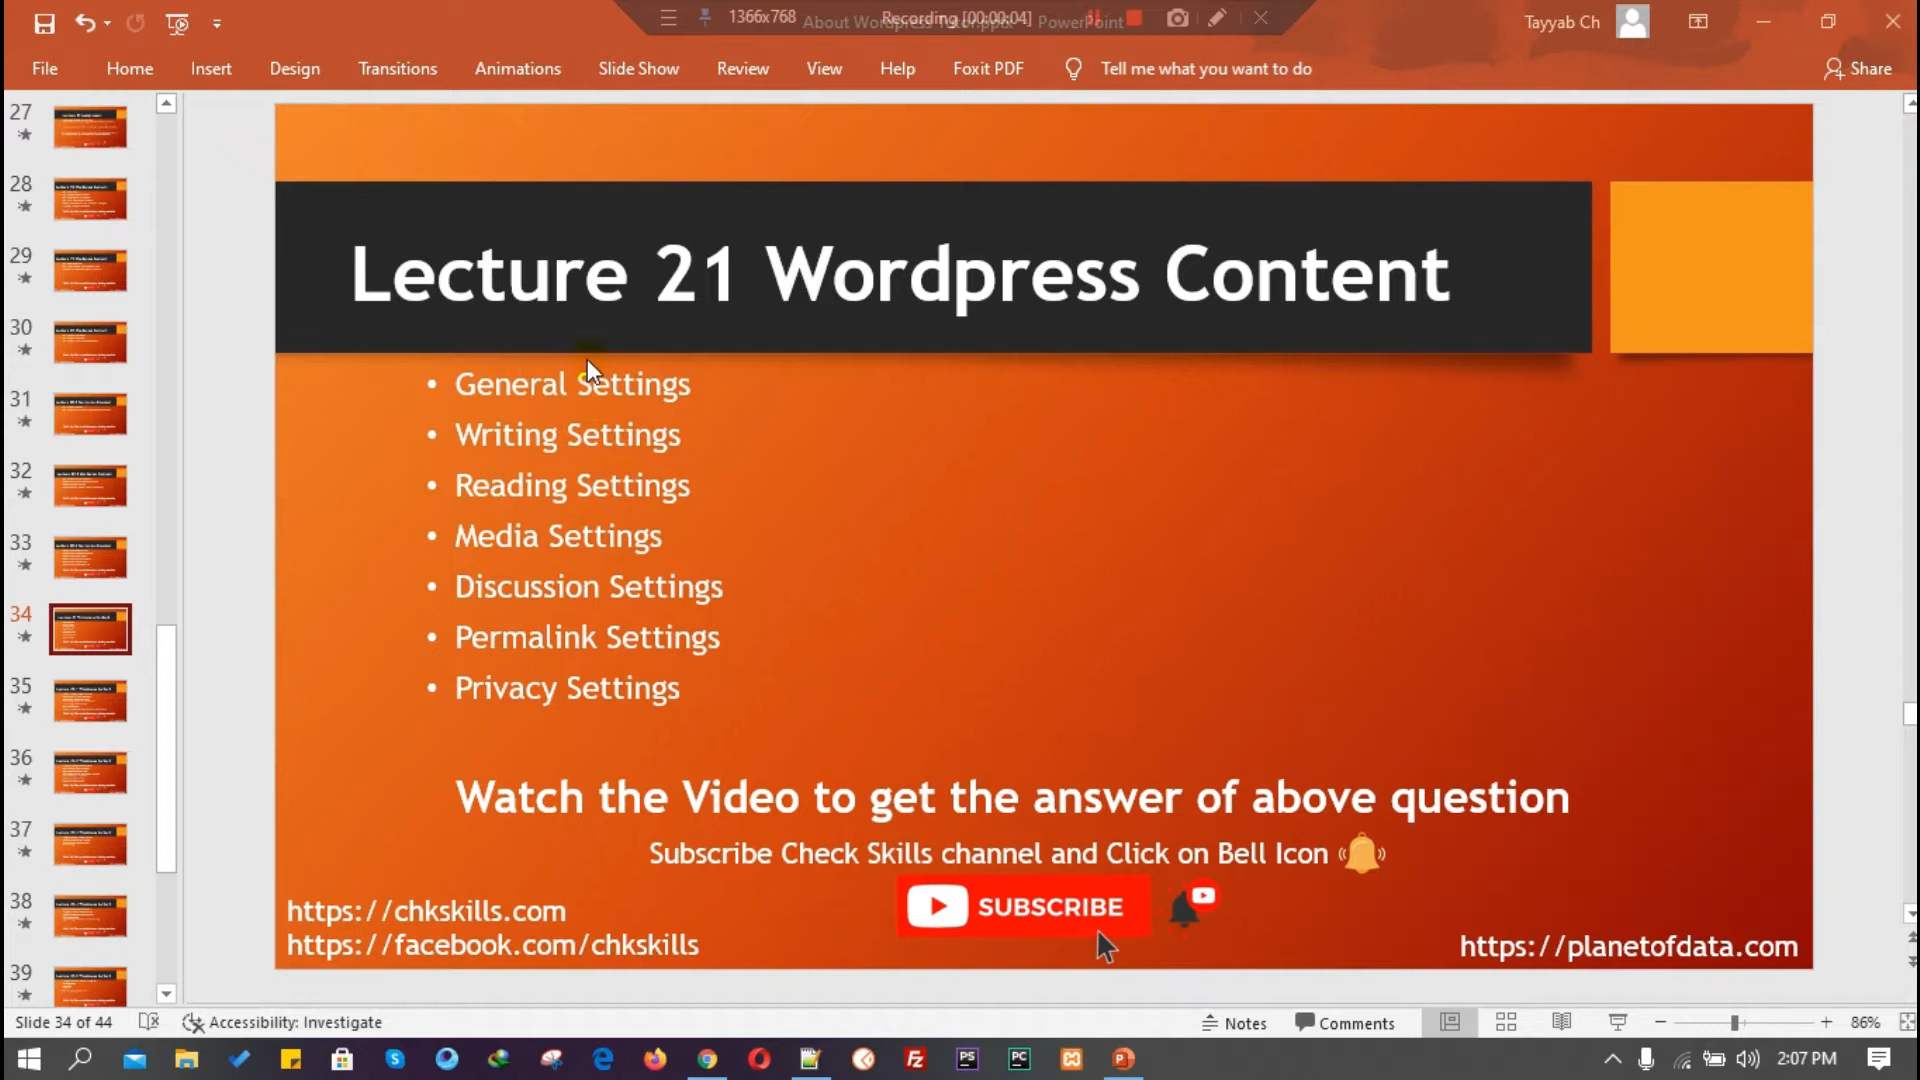 1366x768
Recording [00:00:04]
About Wordpress Tutor.pptx - PowerPoint
Tayyab Ch
File Home Insert Design Transitions Animations Slide Show Review View Help Foxit PDF Tell me what you want to do Share
27
28
29
30
31
32
33
34
35
36
37
38
39
Lecture 21 Wordpress Content
• General Settings
• Writing Settings
• Reading Settings
• Media Settings
• Discussion Settings
• Permalink Settings
• Privacy Settings
Watch the Video to get the answer of above question
Subscribe Check Skills channel and Click on Bell Icon
SUBSCRIBE
https://chkskills.com
https://facebook.com/chkskills
https://planetofdata.com
Slide 34 of 44 Accessibility: Investigate Notes Comments 86%
2:07 PM